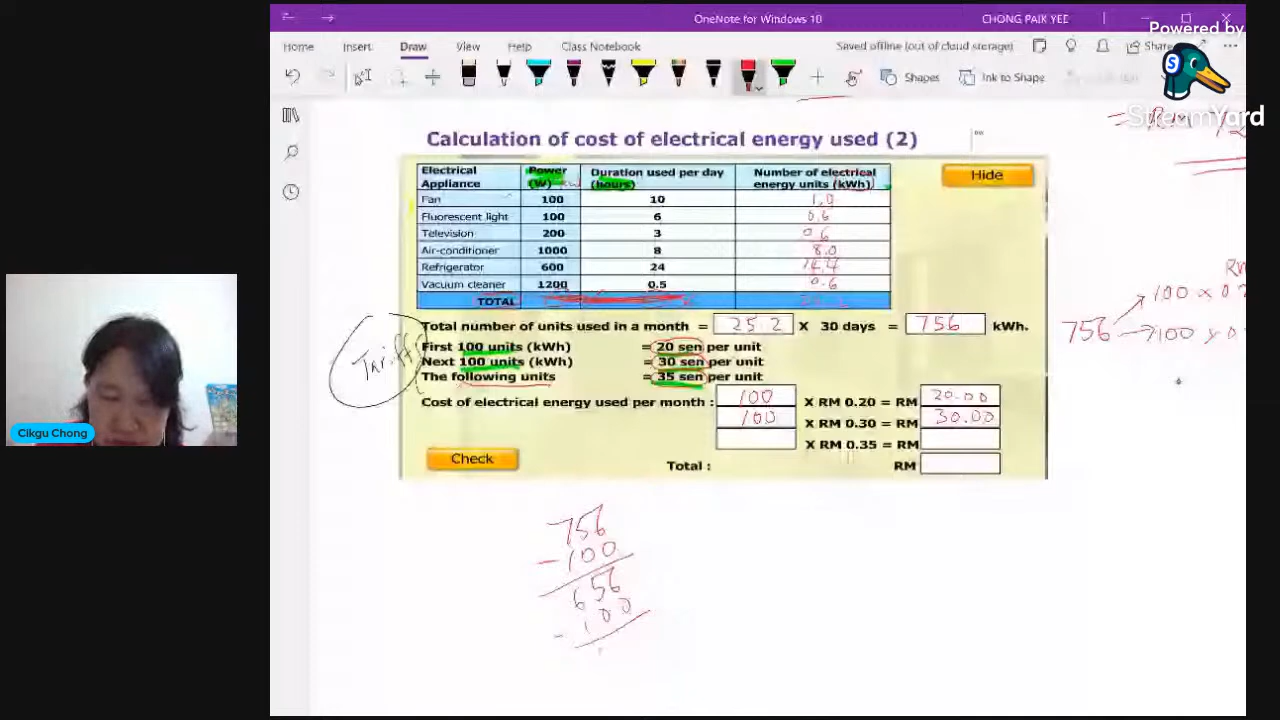 OneNote for Windows 10
CHONG PAIK YEE
Powered by
StreamYard
Home Insert Draw View Help Class Notebook
Saved offline (out of cloud storage)
Share
Shapes
Ink to Shape
Calculation of cost of electrical energy used (2)
Hide
Electrical Appliance Power (W) Duration used per day (hours) Number of electrical energy units (kWh)
Fan 100 10 1.0
Fluorescent light 100 6 0.6
Television 200 3 0.6
Air-conditioner 1000 8 8.0
Refrigerator 600 24 14.4
Vacuum cleaner 1200 0.5 0.6
TOTAL
Total number of units used in a month = 25.2 X 30 days = 756 kWh.
Tariff
First 100 units (kWh) = 20 sen per unit
Next 100 units (kWh) = 30 sen per unit
The following units = 35 sen per unit
Cost of electrical energy used per month : 100 X RM 0.20 = RM 20.00
100 X RM 0.30 = RM 30.00
X RM 0.35 = RM
Check
Total : RM
756
-100
656
-100
= RM
756 → 100 x 0
→ 100 x 0
Cikgu Chong